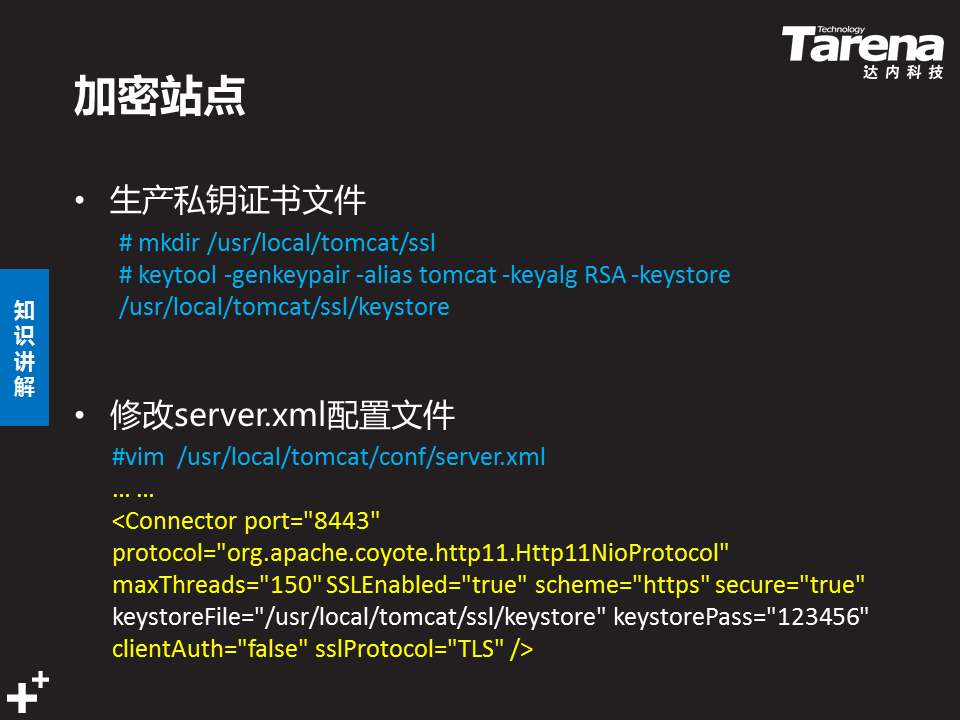 Technology
Tarena
达内科技
加密站点
• 生产私钥证书文件
# mkdir /usr/local/tomcat/ssl
# keytool -genkeypair -alias tomcat -keyalg RSA -keystore
/usr/local/tomcat/ssl/keystore
知识讲解
• 修改server.xml配置文件
#vim  /usr/local/tomcat/conf/server.xml
... ...
<Connector port="8443"
protocol="org.apache.coyote.http11.Http11NioProtocol"
maxThreads="150" SSLEnabled="true" scheme="https" secure="true"
keystoreFile="/usr/local/tomcat/ssl/keystore" keystorePass="123456"
clientAuth="false" sslProtocol="TLS" />